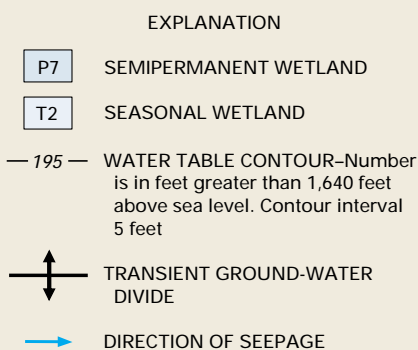 EXPLANATION
P7 SEMIPERMANENT WETLAND
T2 SEASONAL WETLAND
195 WATER TABLE CONTOUR–Number
is in feet greater than 1,640 feet
above sea level. Contour interval
5 feet
TRANSIENT GROUND-WATER
DIVIDE
DIRECTION OF SEEPAGE